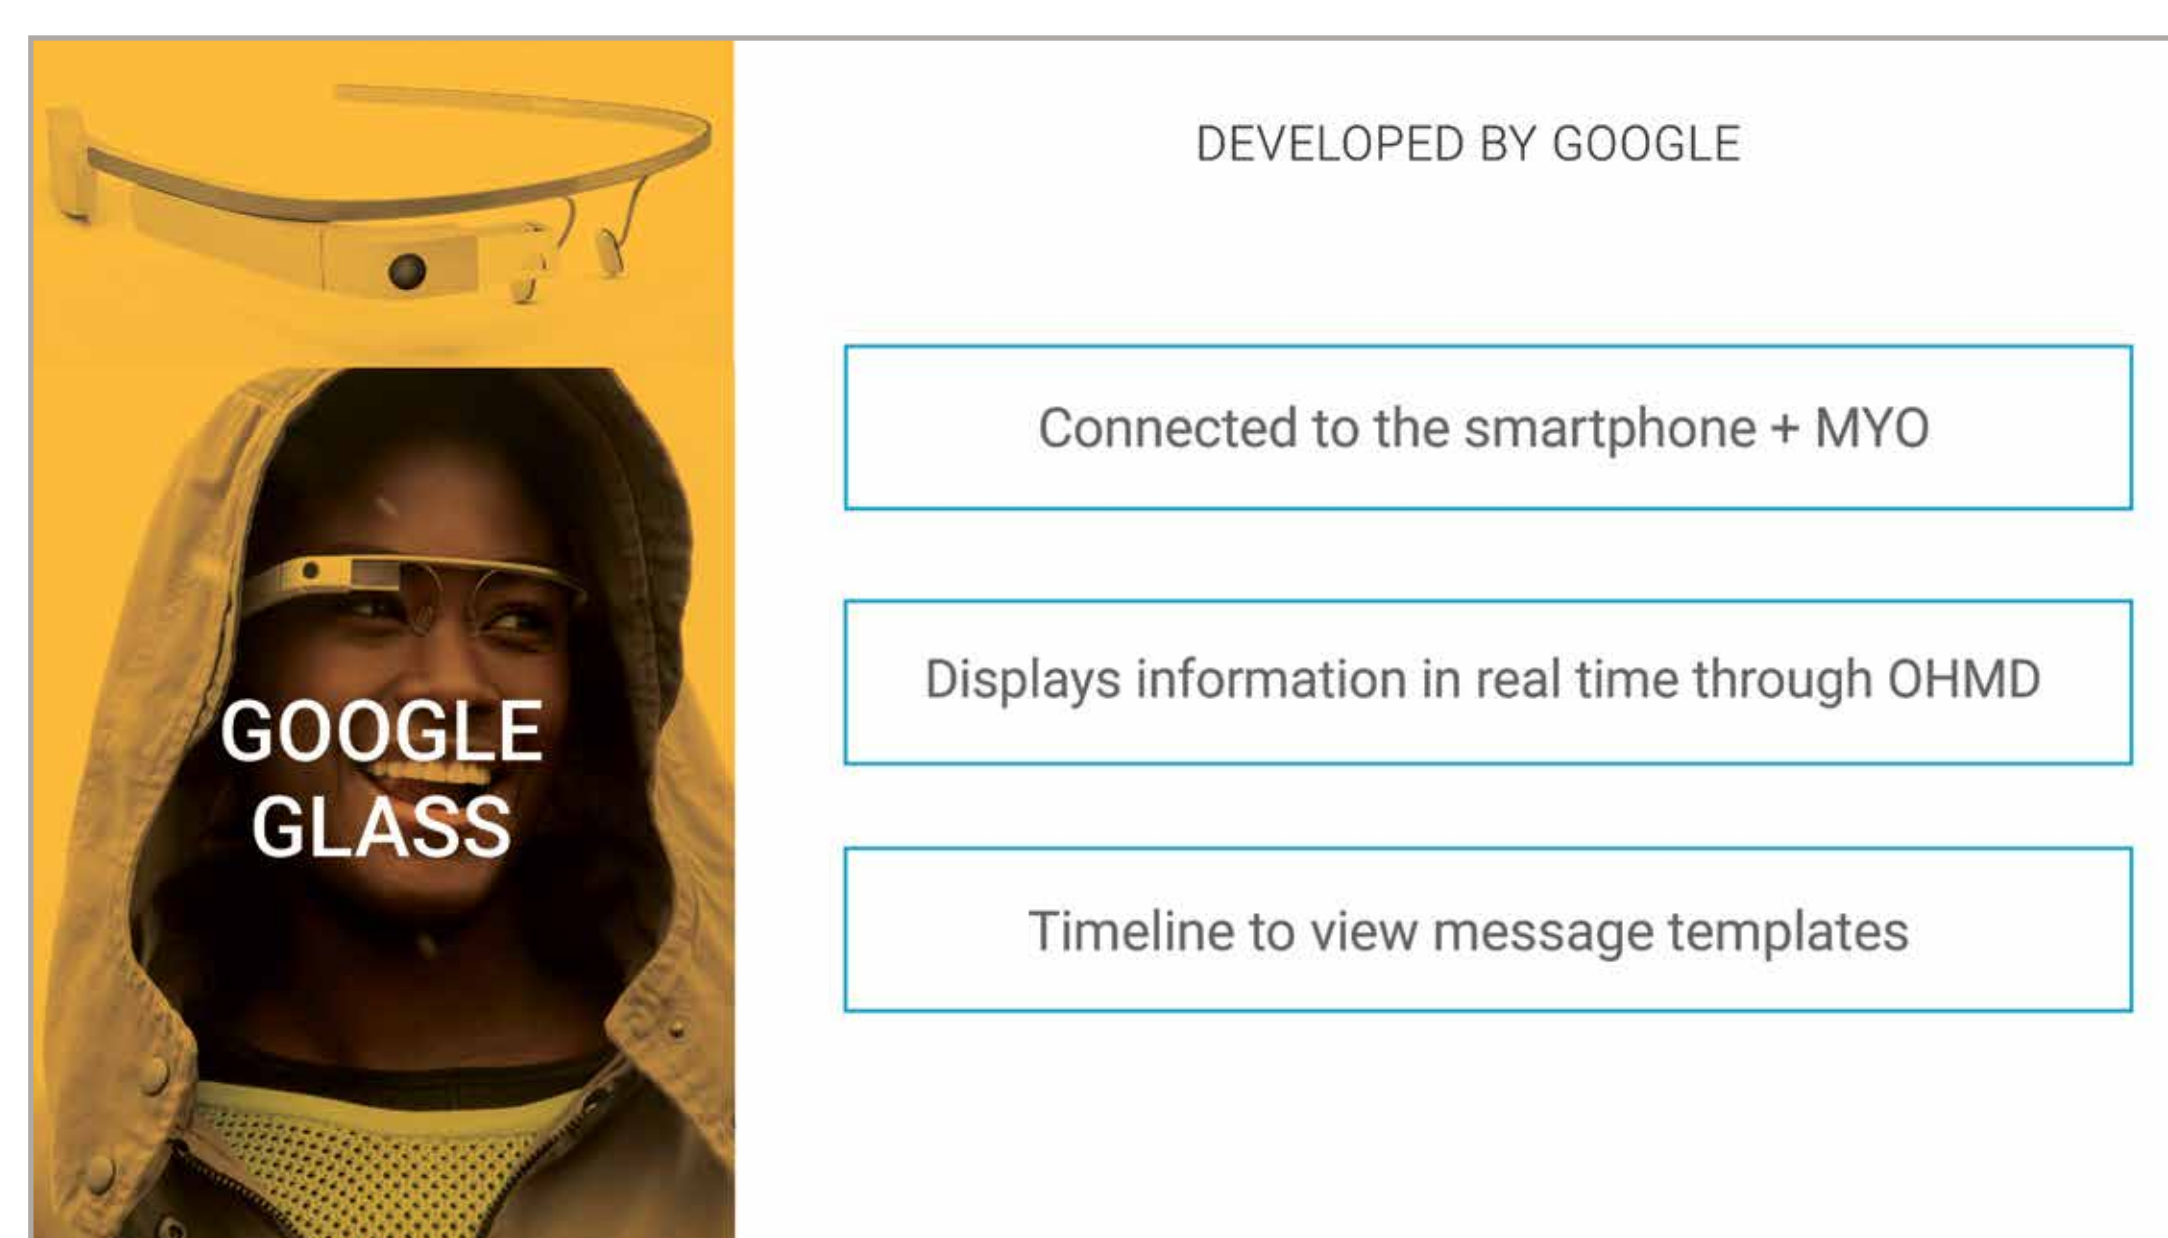 GOOGLE
GLASS
DEVELOPED BY GOOGLE
Connected to the smartphone + MYO
Displays information in real time through OHMD
Timeline to view message templates